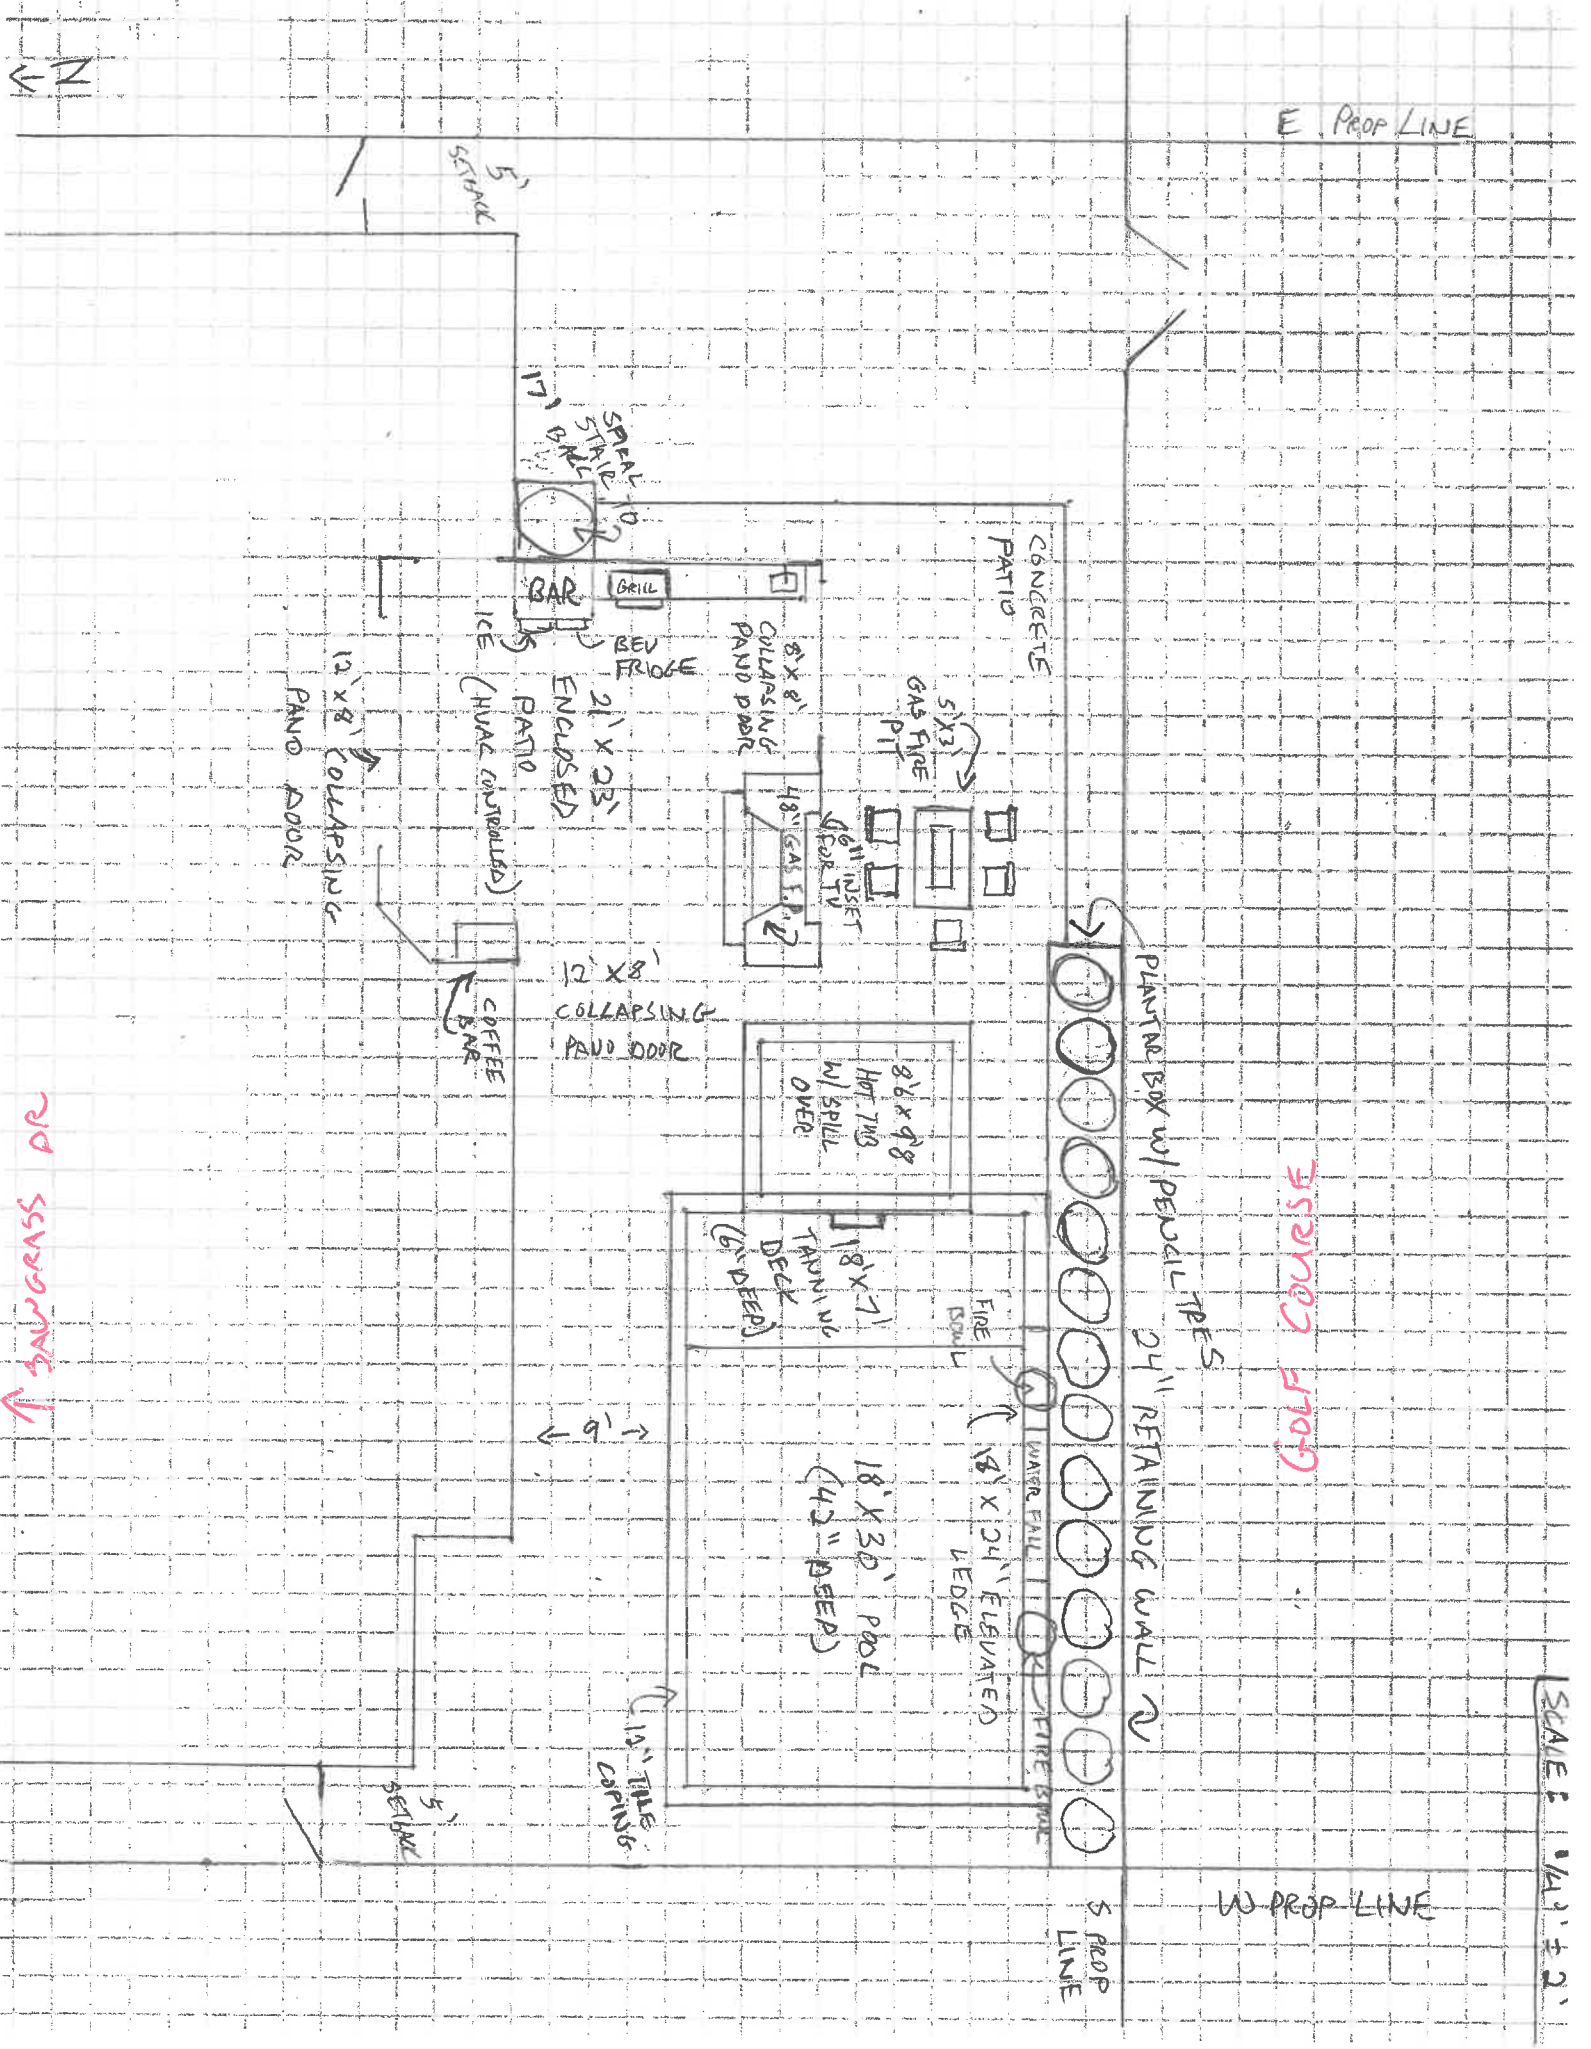 N
E PROP LINE
5'
SETBACK
17'
SPIRAL
STAIR TO
BALC
CONCRETE
PATIO
BAR
GRILL
ICE
BEV
FRIDGE
8' X 8'
COLLAPSING
PANO DOOR
5'X3'
GAS FIRE
PIT
21' X 23'
ENCLOSED
PATIO
(HVAC CONTROLLED)
12' X 8' COLLAPSING
PANO DOOR
48" GAS F.P.
6" INSET
FOR TV
COFFEE
BAR
12' X 8'
COLLAPSING
PANO DOOR
PLANTAR BOX W/ PENCIL TRES
24" RETAINING WALL
GOLF COURSE
SAWGRASS DR
8'6 X 9'8
HOT TUB
W/ SPILL
OVER
18' X 7'
TANNING
DECK
(6" DEEP)
FIRE
BOWL
WATER FALL
18' X 24" ELEVATED
LEDGE
9'
18' X 30' POOL
(42" DEEP)
FIRE BOWL
12" TILE
COPING
5'
SETBACK
SCALE: 1/4" = 2'
W PROP LINE
S PROP
LINE